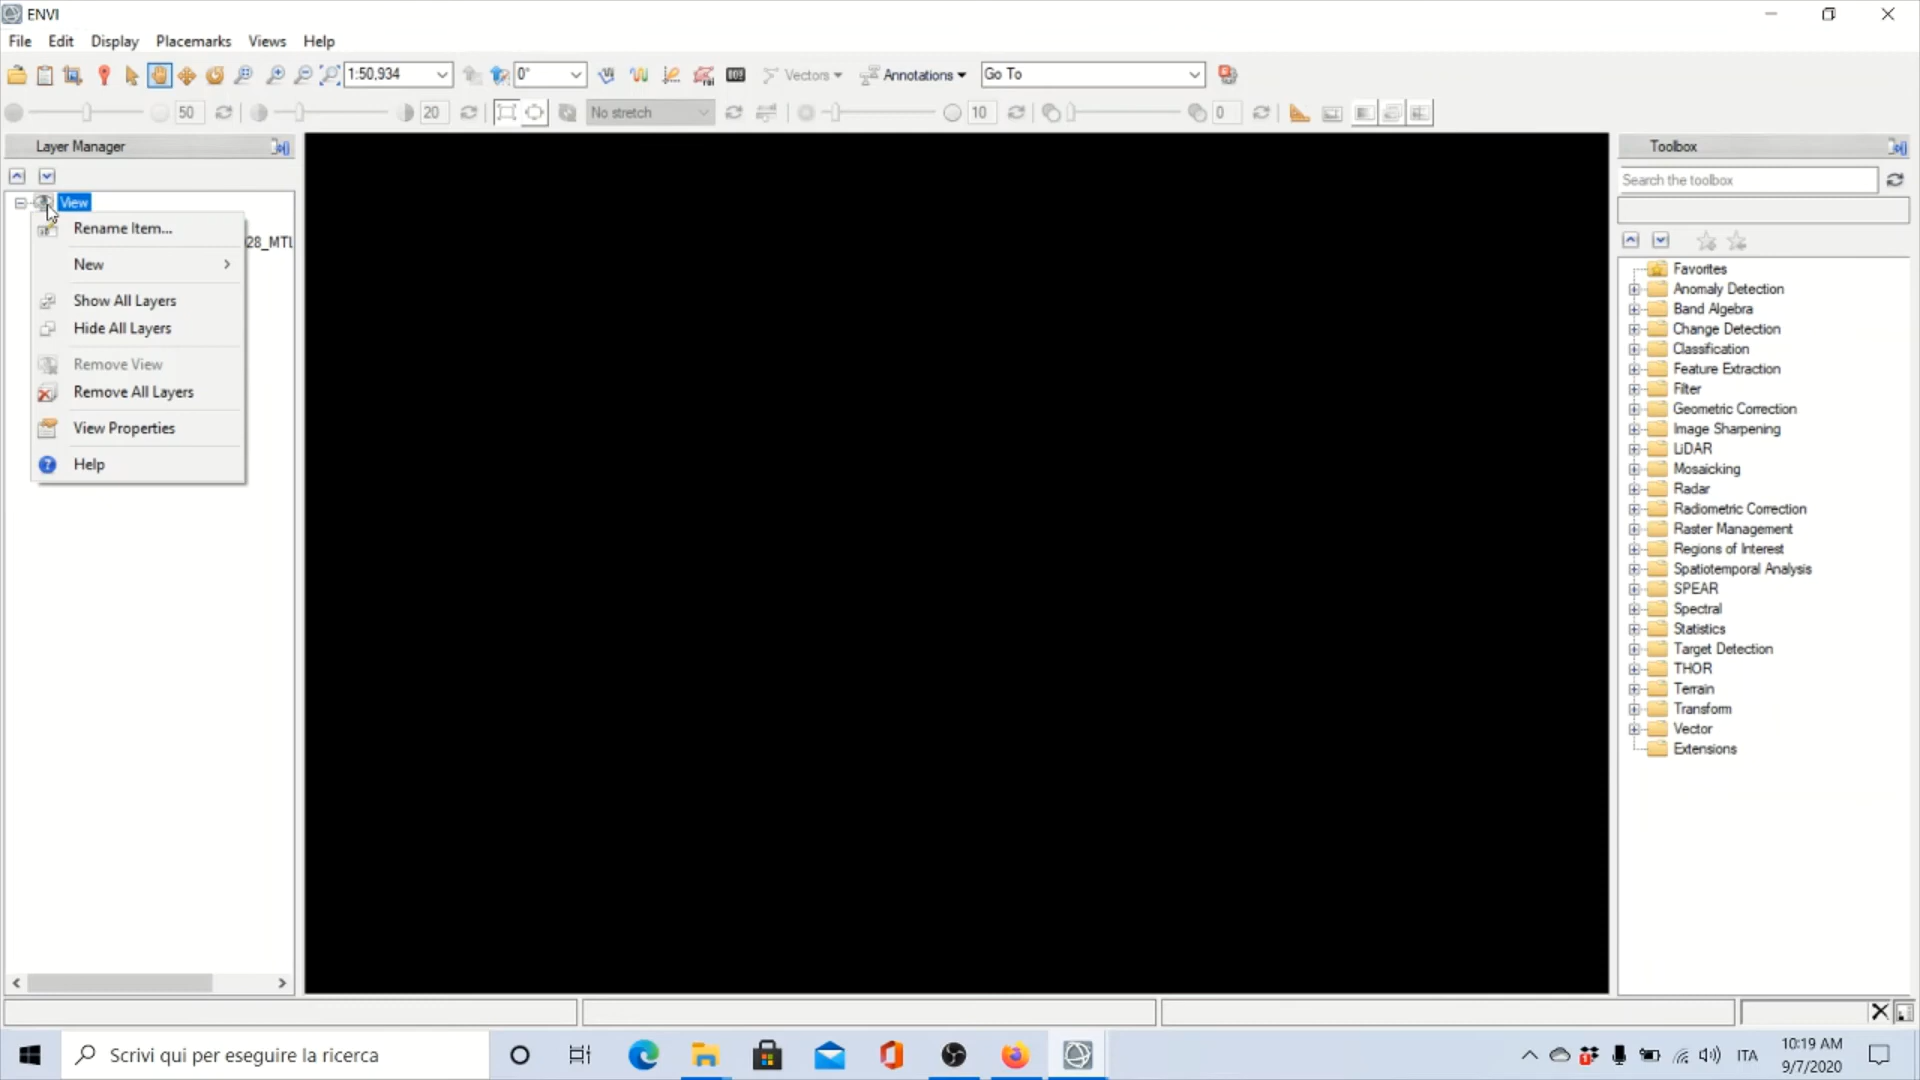 ENVI
File Edit Display Placemarks Views Help
1:50,934 0° Vectors Annotations Go To
50 20 No stretch 10 0
Layer Manager
View
28_MTL
Rename Item...
New
Show All Layers
Hide All Layers
Remove View
Remove All Layers
View Properties
Help
Toolbox
Search the toolbox
Favorites
Anomaly Detection
Band Algebra
Change Detection
Classification
Feature Extraction
Filter
Geometric Correction
Image Sharpening
LiDAR
Mosaicking
Radar
Radiometric Correction
Raster Management
Regions of Interest
Spatiotemporal Analysis
SPEAR
Spectral
Statistics
Target Detection
THOR
Terrain
Transform
Vector
Extensions
Scrivi qui per eseguire la ricerca
ITA
10:19 AM
9/7/2020